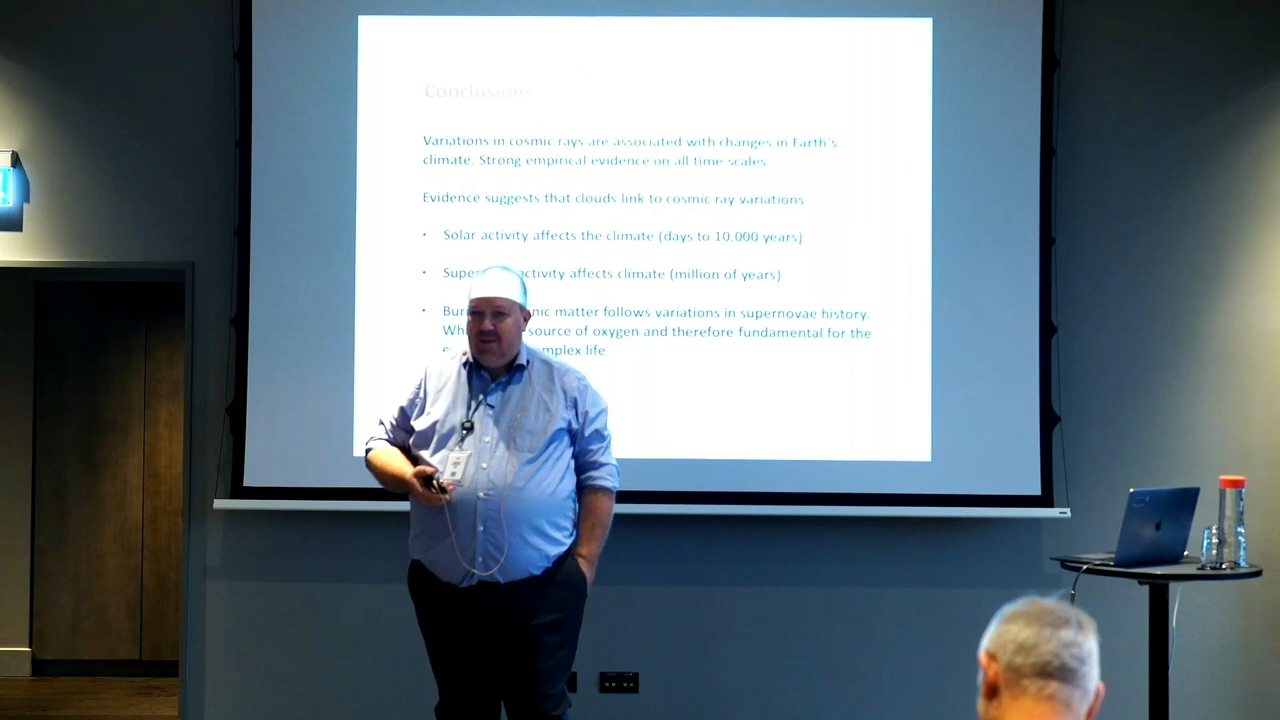 Conclusions
Variations in cosmic rays are associated with changes in Earth's
climate. Strong empirical evidence on all time scales
Evidence suggests that clouds link to cosmic ray variations
• Solar activity affects the climate (days to 10.000 years)
• activity affects climate (million of years)
• matter follows variations in supernovae history.
source of oxygen and therefore fundamental for the
life